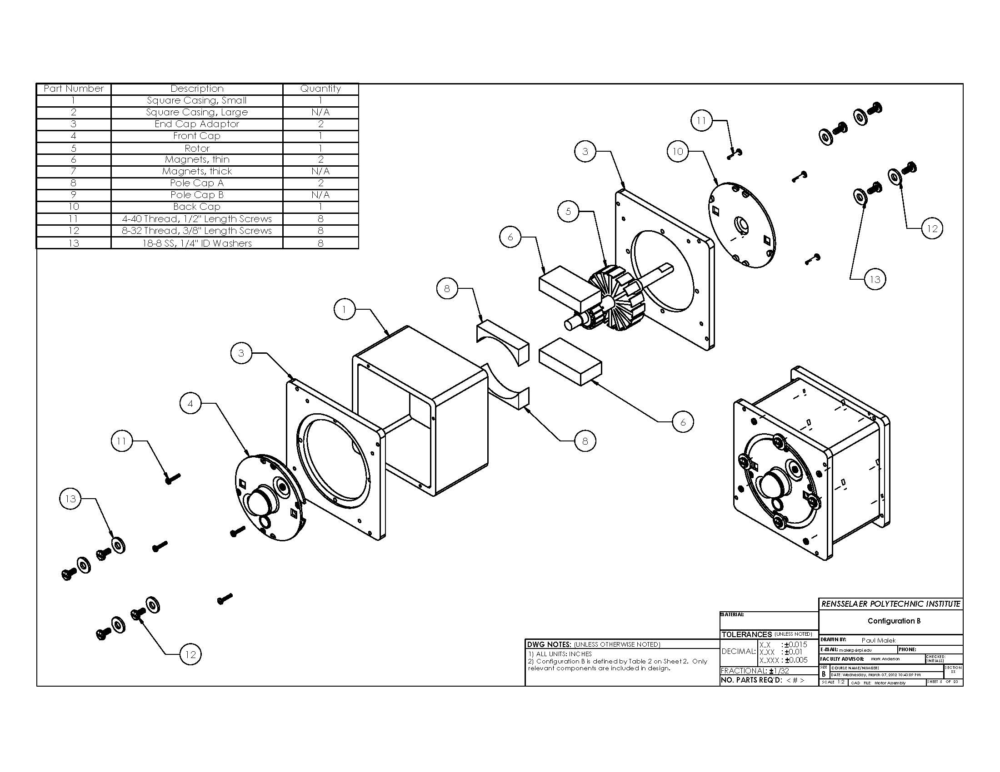 Part Number Description Quantity
1 Square Casing, Small 1
2 Square Casing, Large N/A
3 End Cap Adaptor 2
4 Front Cap 1
5 Rotor 1
6 Magnets, thin 2
7 Magnets, thick N/A
8 Pole Cap A 2
9 Pole Cap B N/A
10 Back Cap 1
11 4-40 Thread, 1/2" Length Screws 8
12 8-32 Thread, 3/8" Length Screws 8
13 18-8 SS, 1/4" ID Washers 8
11
3
10
5
6
12
13
8
1
3
4
6
8
11
13
12
DWG NOTES: (UNLESS OTHERWISE NOTED)
1) ALL UNITS: INCHES
2) Configuration B is defined by Table 2 on Sheet 2. Only
relevant components are included in design.
MATERIAL:
TOLERANCES (UNLESS NOTED)
DECIMAL:
X.X :±0.015
X.XX :±0.01
X.XXX : ±0.005
FRACTIONAL: ±1/32
NO. PARTS REQ'D: < # >
RENSSELAER POLYTECHNIC INSTITUTE
Configuration B
DRAWN BY: Paul Malek
E-MAIL: malekp@rpi.edu PHONE:
FACULTY ADVISOR: Mark Anderson
CHECKED:
(INITIALS)
SIZE
B
COURSE NAME/NUMBER:
SECTION
XX
DATE: Wednesday, March 07, 2012 10:43:09 PM
SCALE 1:2 CAD FILE: Motor Assembly SHEET 5 OF 23